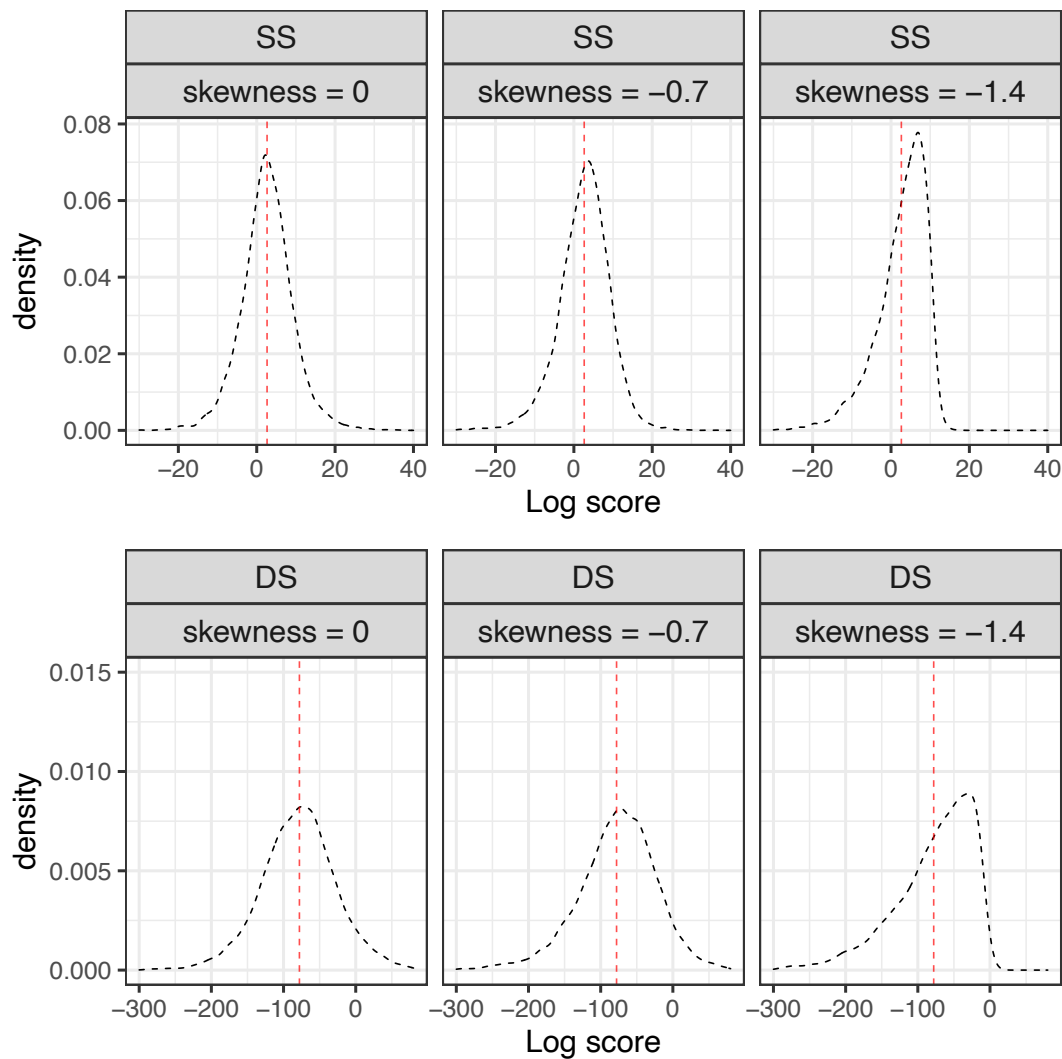 SS SS SS
skewness = 0 skewness = −0.7 skewness = −1.4
0.08
0.06
0.04
0.02
0.00
density
−20 0 20 40 −20 0 20 40 −20 0 20 40
Log score
DS DS DS
skewness = 0 skewness = −0.7 skewness = −1.4
0.015
0.010
0.005
0.000
density
−300 −200 −100 0 −300 −200 −100 0 −300 −200 −100 0
Log score